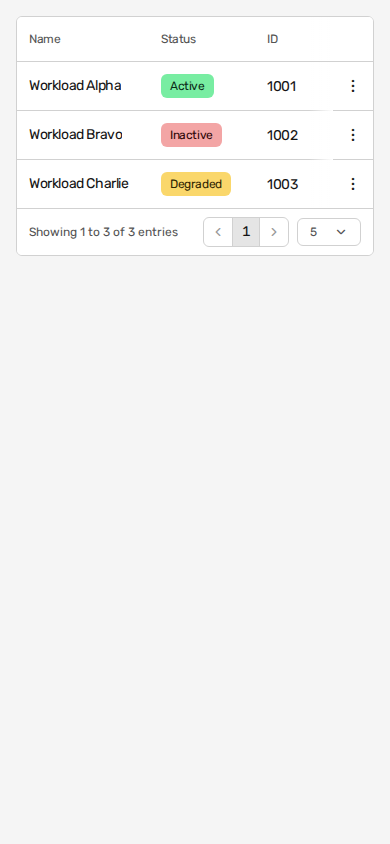 Name Status ID
Workload Alpha Active 1001
Workload Bravo Inactive 1002
Workload Charlie Degraded 1003
Showing 1 to 3 of 3 entries 1 5